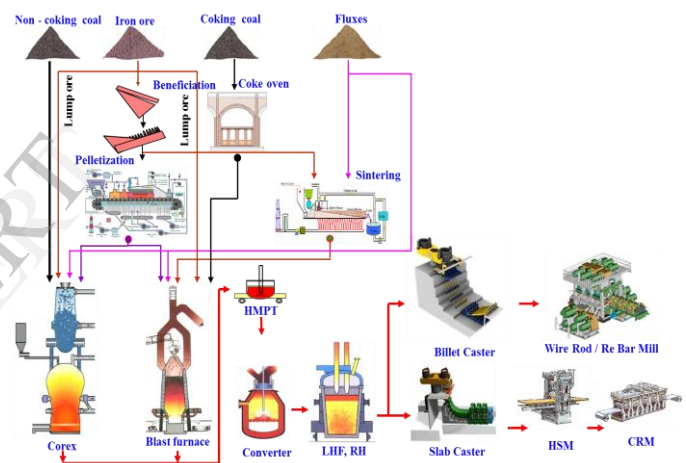 Non - coking coal
Iron ore
Coking coal
Fluxes
Lump ore
Beneficiation
Lump ore
Coke oven
Pelletization
Sintering
HMPT
Billet Caster
Wire Rod / Re Bar Mill
Corex
Blast furnace
Converter
LHF, RH
Slab Caster
HSM
CRM